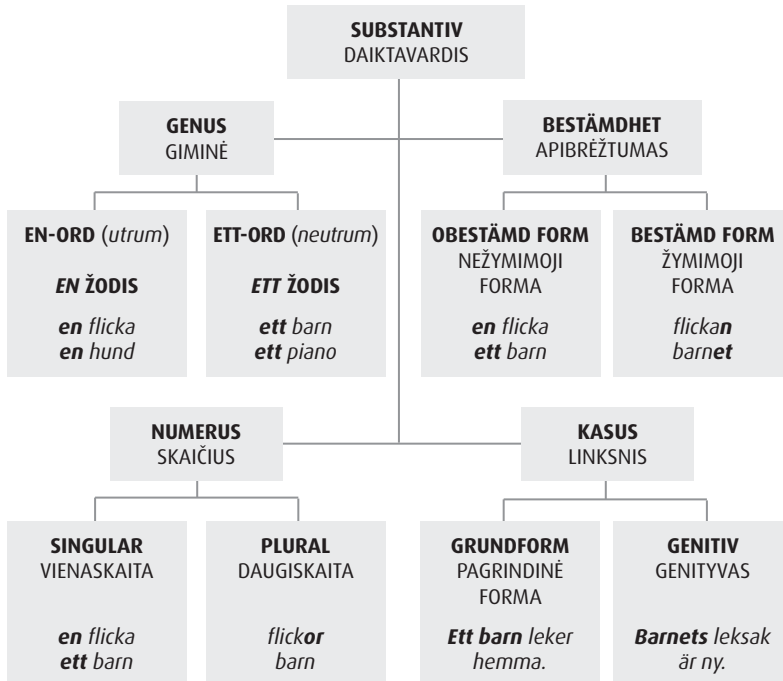 SUBSTANTIV
DAIKTAVARDIS
GENUS
GIMINĖ
BESTÄMDHET
APIBRĖŽTUMAS
EN-ORD (utrum)
EN ŽODIS
en flicka
en hund
ETT-ORD (neutrum)
ETT ŽODIS
ett barn
ett piano
OBESTÄMD FORM
NEŽYMIMOJI
FORMA
en flicka
ett barn
BESTÄMD FORM
ŽYMIMOJI
FORMA
flickan
barnet
NUMERUS
SKAIČIUS
KASUS
LINKSNIS
SINGULAR
VIENASKAITA
en flicka
ett barn
PLURAL
DAUGISKAITA
flickor
barn
GRUNDFORM
PAGRINDINĖ
FORMA
Ett barn leker
hemma.
GENITIV
GENITYVAS
Barnets leksak
är ny.